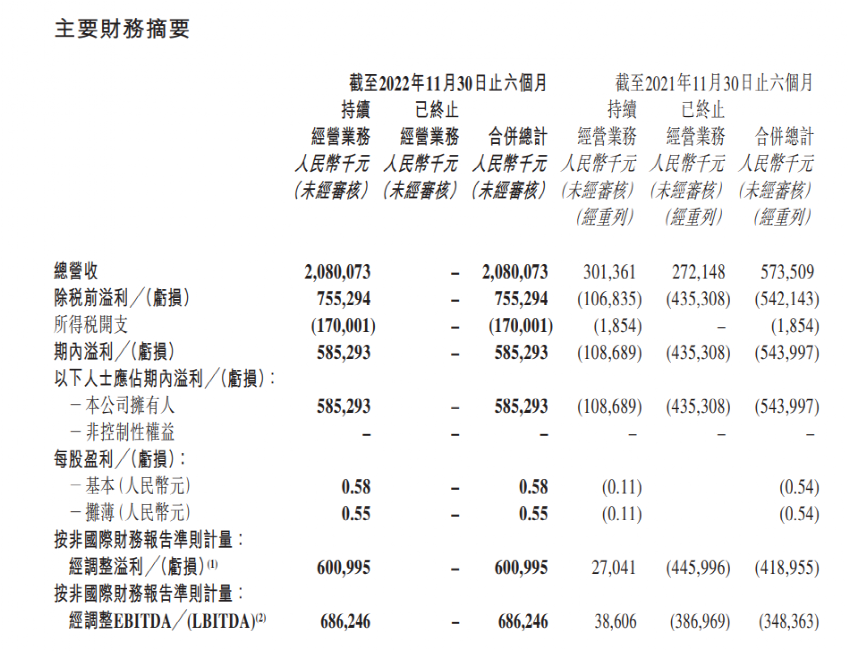 主要財務摘要
截至2022年11月30日止六個月 截至2021年11月30日止六個月
持續 已終止 持續 已終止
經營業務 經營業務 合併總計 經營業務 經營業務 合併總計
人民幣千元 人民幣千元 人民幣千元 人民幣千元 人民幣千元 人民幣千元
(未經審核) (未經審核) (未經審核) (未經審核) (未經審核) (未經審核)
(經重列) (經重列) (經重列)
總營收 2,080,073 – 2,080,073 301,361 272,148 573,509
除稅前溢利╱(虧損) 755,294 – 755,294 (106,835) (435,308) (542,143)
所得稅開支 (170,001) – (170,001) (1,854) – (1,854)
期內溢利╱(虧損) 585,293 – 585,293 (108,689) (435,308) (543,997)
以下人士應佔期內溢利╱(虧損):
－本公司擁有人 585,293 – 585,293 (108,689) (435,308) (543,997)
－非控制性權益 – – – – – –
每股盈利╱(虧損):
－基本(人民幣元) 0.58 – 0.58 (0.11) (0.54)
－攤薄(人民幣元) 0.55 – 0.55 (0.11) (0.54)
按非國際財務報告準則計量:
經調整溢利╱(虧損)(1) 600,995 – 600,995 27,041 (445,996) (418,955)
按非國際財務報告準則計量:
經調整EBITDA╱(LBITDA)(2) 686,246 – 686,246 38,606 (386,969) (348,363)